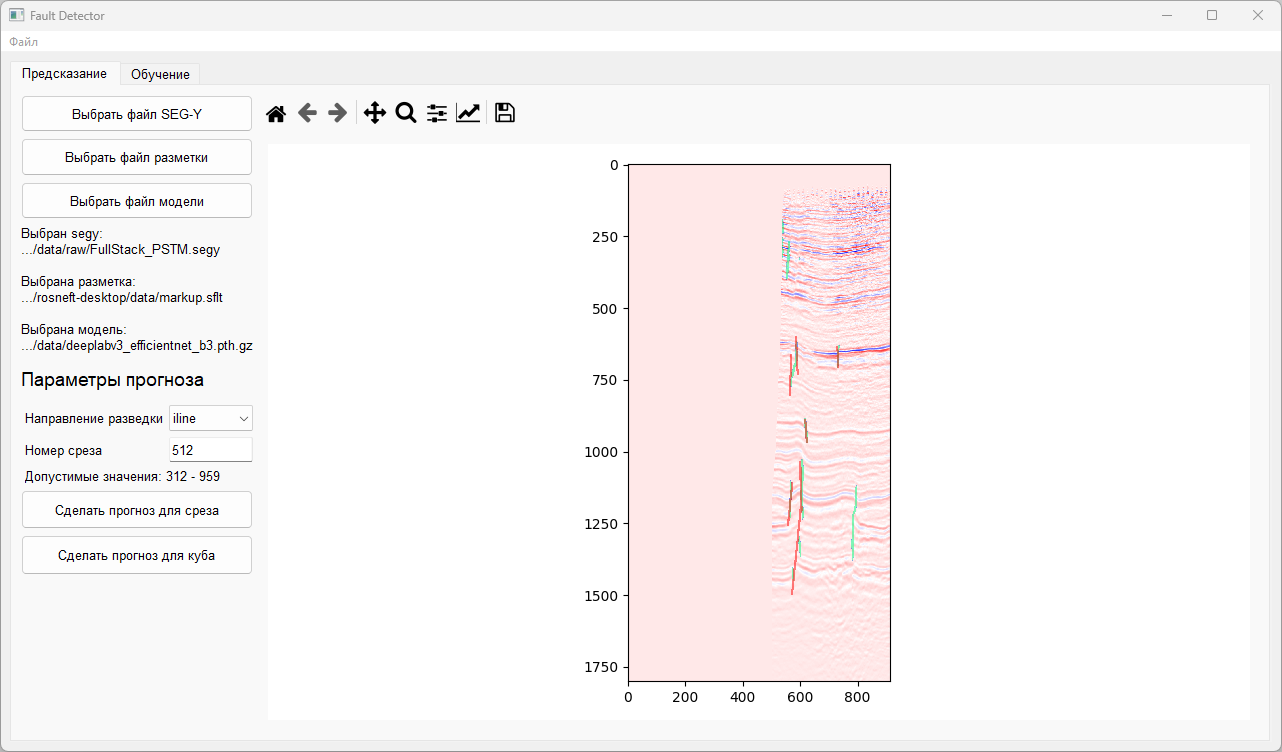 Fault Detector
Файл
Предсказание
Обучение
Выбрать файл SEG-Y
Выбрать файл разметки
Выбрать файл модели
Выбран segy:
.../data/raw/FullStack_PSTM.segy
Выбрана разметка:
.../rosneft-desktop/data/markup.sflt
Выбрана модель:
.../data/deeplabv3_efficientnet_b3.pth.gz
Параметры прогноза
Направление разведки iline
Номер среза 512
Допустимые значения: 312 - 959
Сделать прогноз для среза
Сделать прогноз для куба
0
250
500
750
1000
1250
1500
1750
0 200 400 600 800